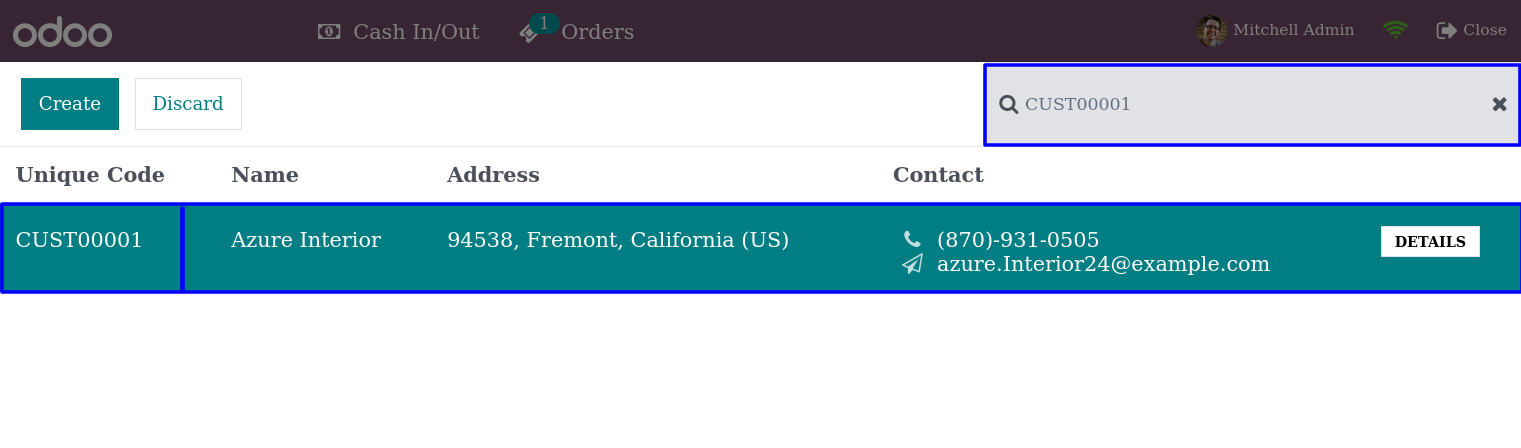 odoo Cash In/Out 1 Orders Mitchell Admin Close
Create Discard CUST00001
Unique Code Name Address Contact
CUST00001 Azure Interior 94538, Fremont, California (US) (870)-931-0505 DETAILS
azure.Interior24@example.com